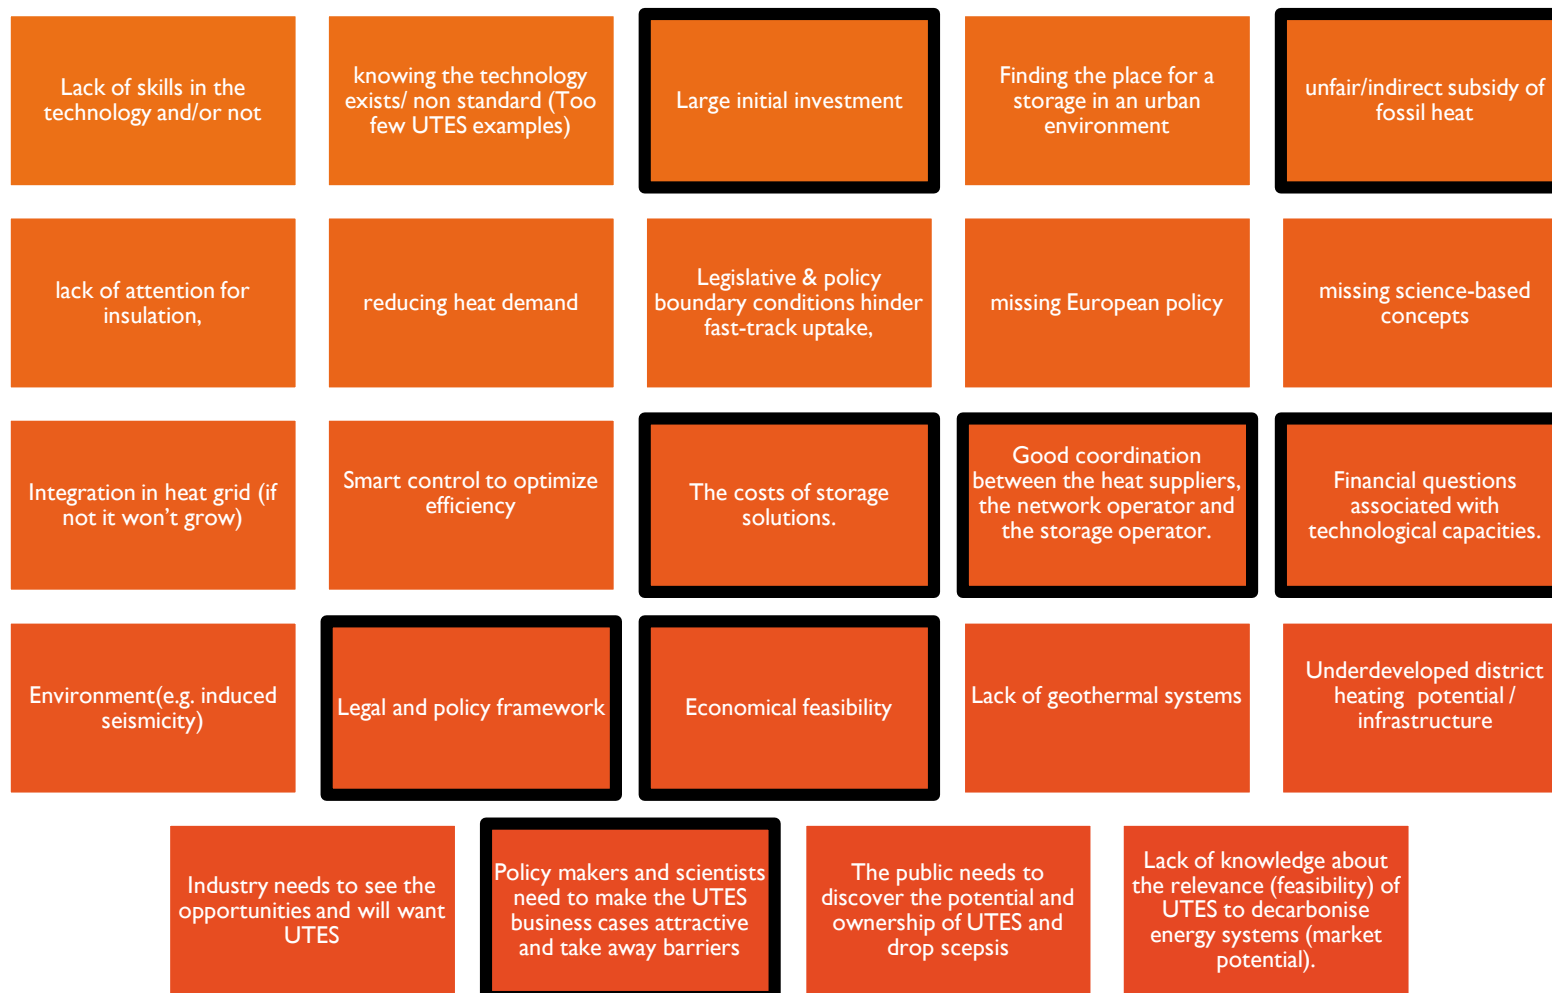 Lack of skills in the
technology and/or not
knowing the technology
exists/ non standard (Too
few UTES examples)
Large initial investment
Finding the place for a
storage in an urban
environment
unfair/indirect subsidy of
fossil heat
lack of attention for
insulation,
reducing heat demand
Legislative & policy
boundary conditions hinder
fast-track uptake,
missing European policy
missing science-based
concepts
Integration in heat grid (if
not it won't grow)
Smart control to optimize
efficiency
The costs of storage
solutions.
Good coordination
between the heat suppliers,
the network operator and
the storage operator.
Financial questions
associated with
technological capacities.
Environment(e.g. induced
seismicity)
Legal and policy framework
Economical feasibility
Lack of geothermal systems
Underdeveloped district
heating potential /
infrastructure
Industry needs to see the
opportunities and will want
UTES
Policy makers and scientists
need to make the UTES
business cases attractive
and take away barriers
The public needs to
discover the potential and
ownership of UTES and
drop scepsis
Lack of knowledge about
the relevance (feasibility) of
UTES to decarbonise
energy systems (market
potential).